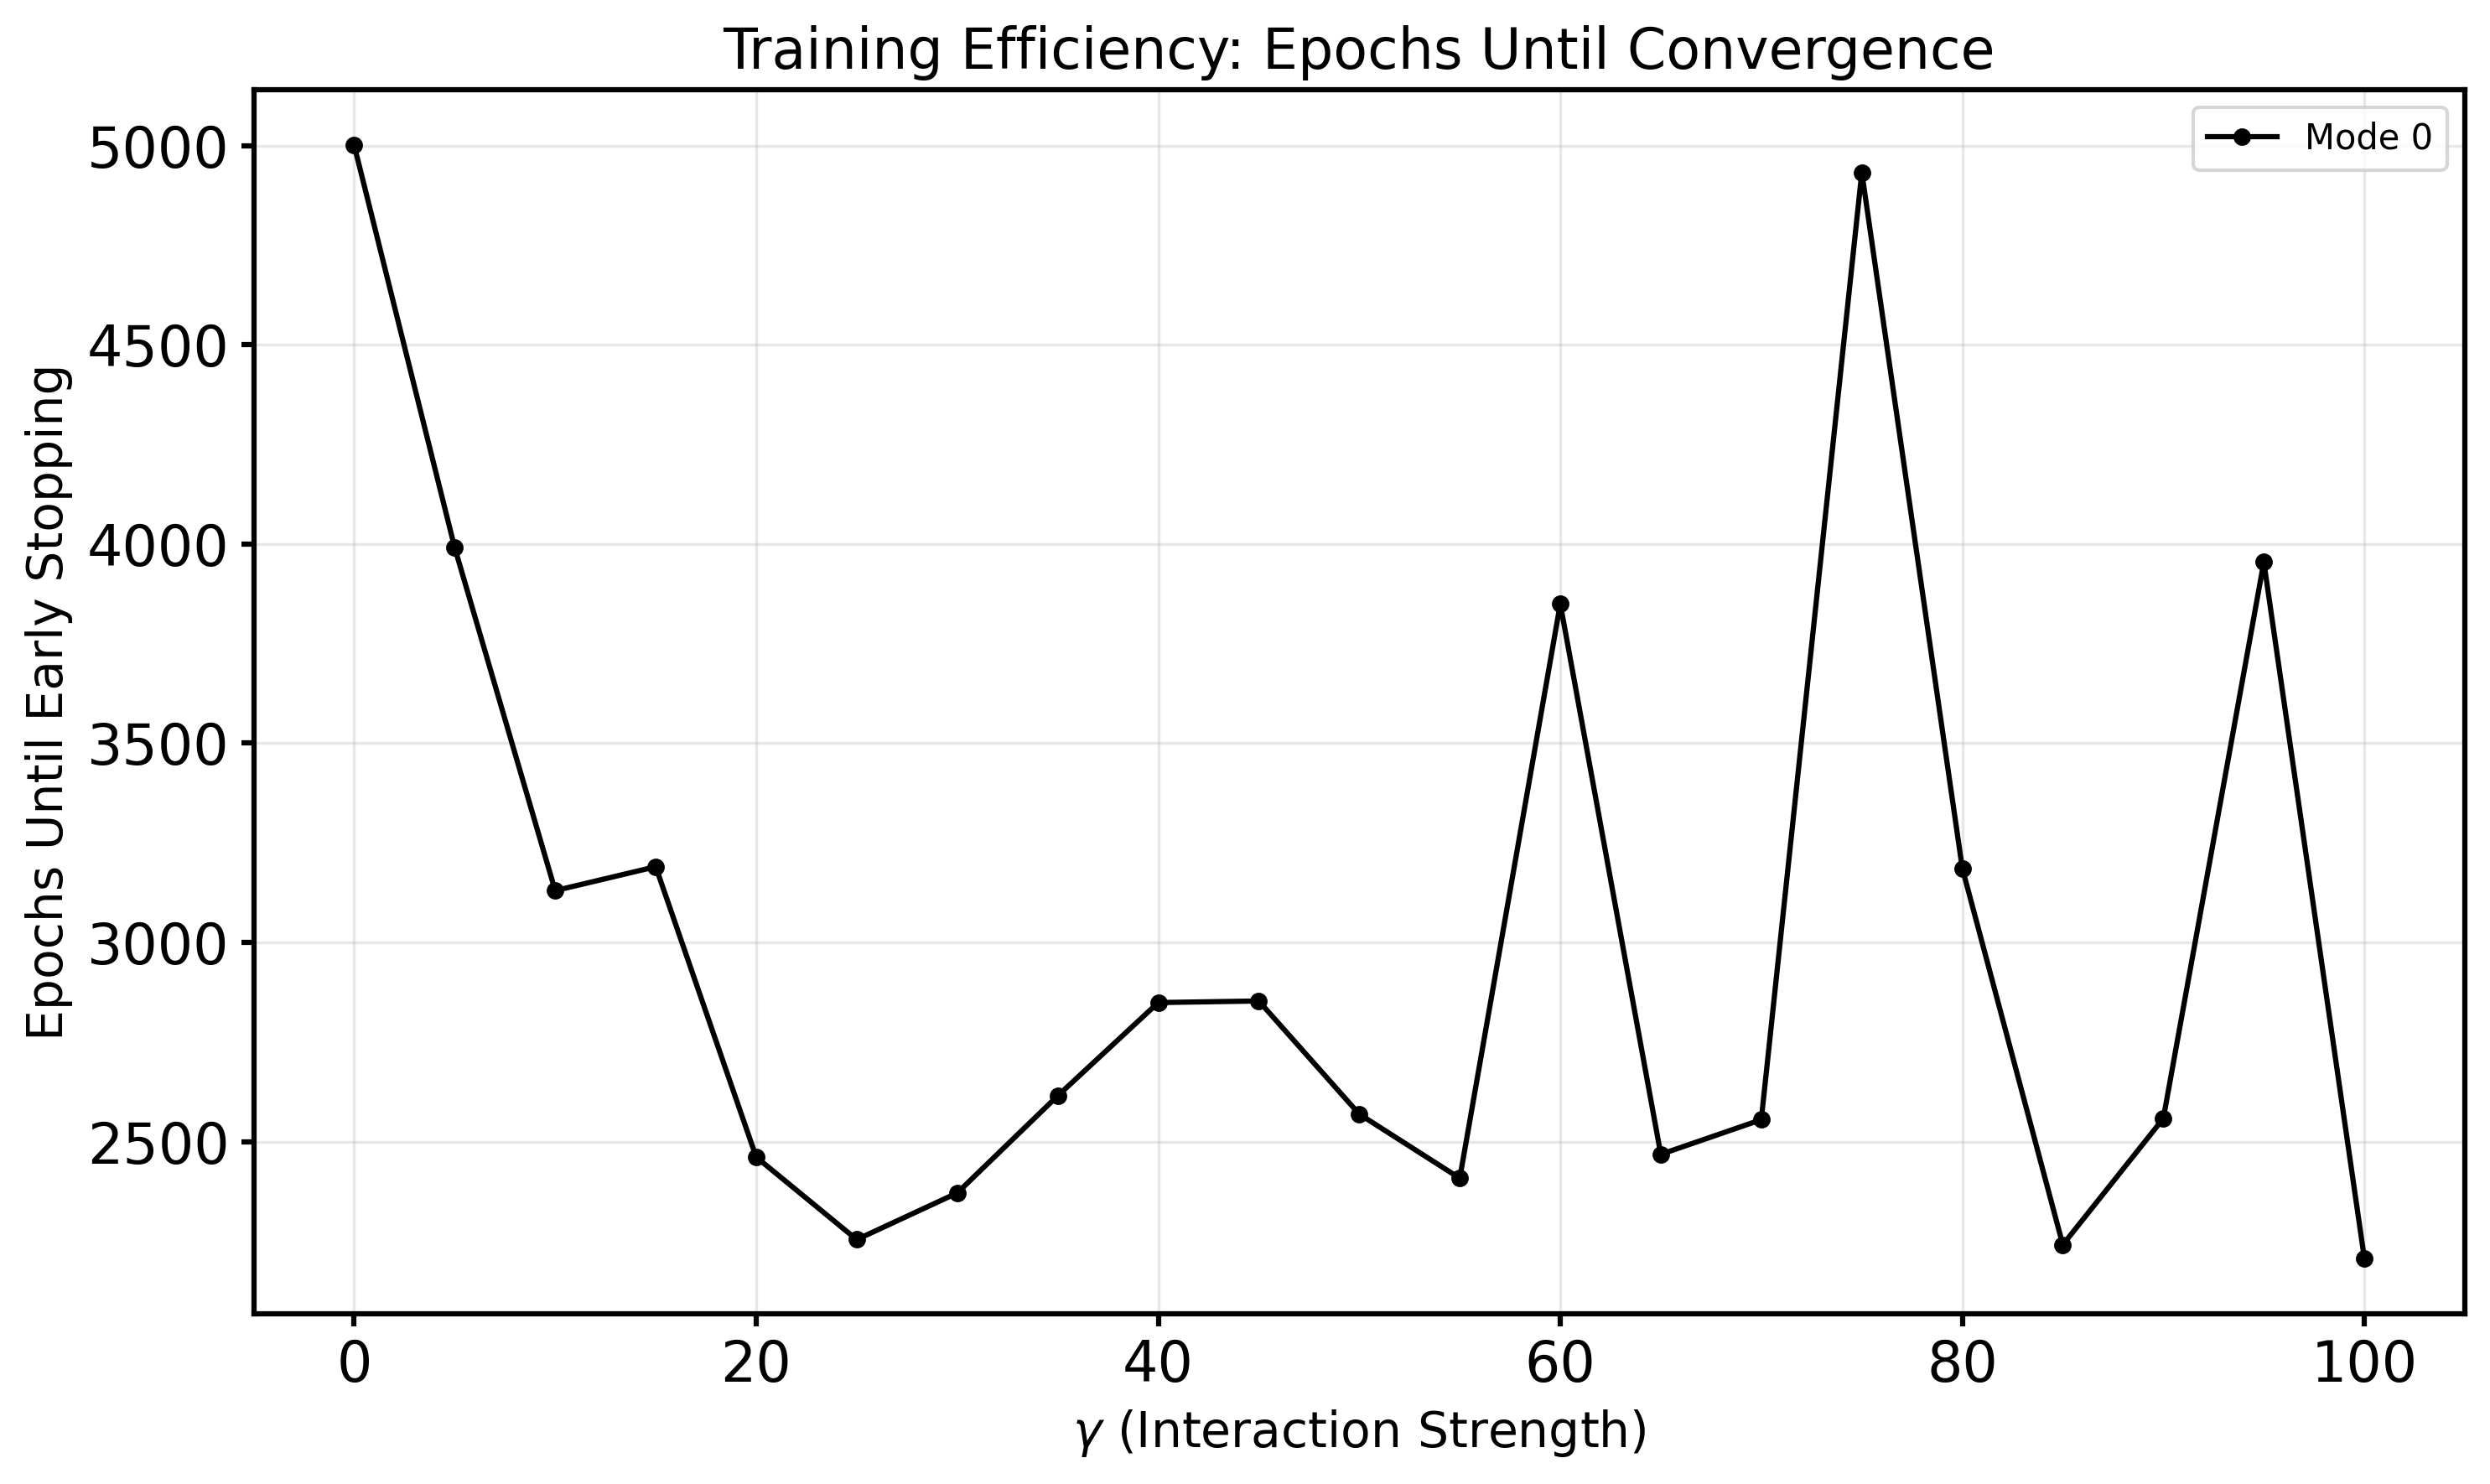 Training Efficiency: Epochs Until Convergence
Mode 0
Epochs Until Early Stopping
5000
4500
4000
3500
3000
2500
0 20 40 60 80 100
γ (Interaction Strength)